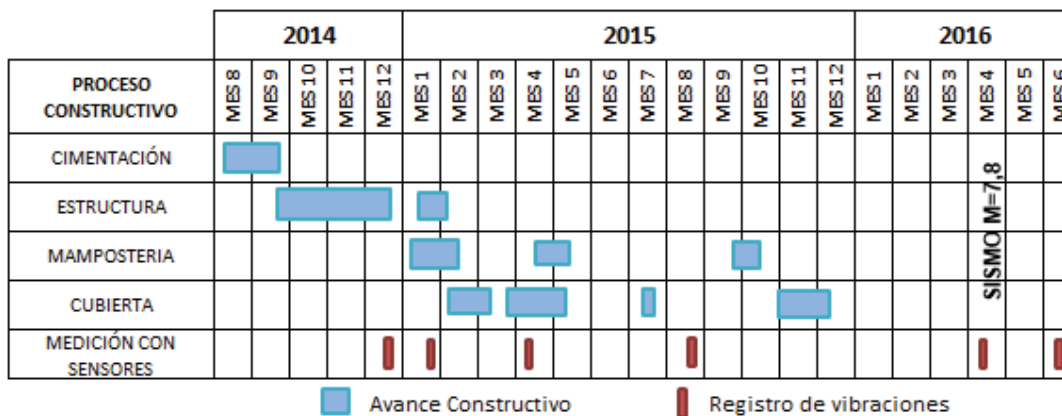 2014 2015 2016
PROCESO
CONSTRUCTIVO
MES 8 MES 9 MES 10 MES 11 MES 12 MES 1 MES 2 MES 3 MES 4 MES 5 MES 6 MES 7 MES 8 MES 9 MES 10 MES 11 MES 12 MES 1 MES 2 MES 3 MES 4 MES 5 MES 6
CIMENTACIÓN
ESTRUCTURA
MAMPOSTERIA
CUBIERTA
SISMO M=7,8
MEDICIÓN CON
SENSORES
Avance Constructivo Registro de vibraciones